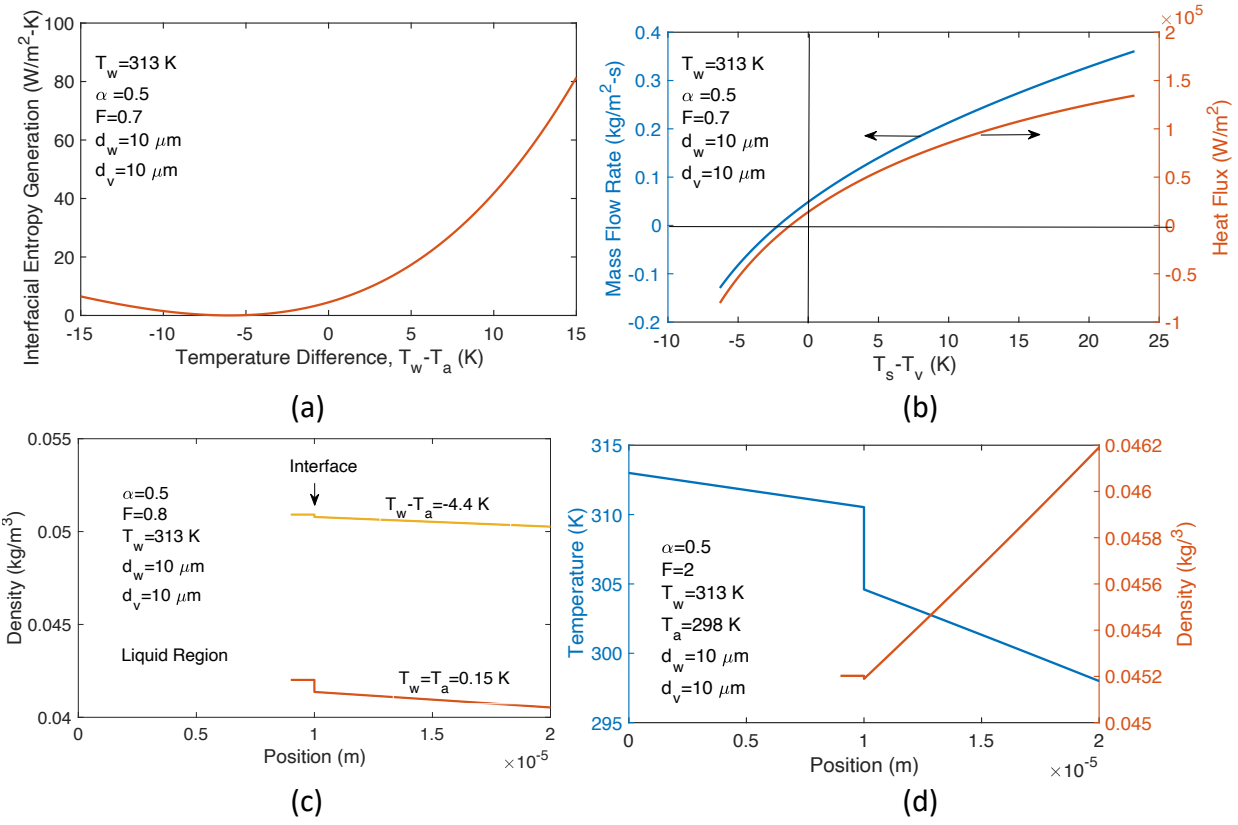 100
80
60
40
20
0
-15
-10
-5
0
5
10
15
Interfacial Entropy Generation (W/m²-K)
Temperature Difference, T_w-T_a (K)
T_w=313 K
α =0.5
F=0.7
d_w=10 μm
d_v=10 μm
(a)
×10⁵
0.4
0.3
0.2
0.1
0
-0.1
-0.2
Mass Flow Rate (kg/m²-s)
T_w=313 K
α =0.5
F=0.7
d_w=10 μm
d_v=10 μm
2
1.5
1
0.5
0
-0.5
-1
Heat Flux (W/m²)
-10
-5
0
5
10
15
20
25
T_s-T_v (K)
(b)
0.055
0.05
0.045
0.04
Density (kg/m³)
Interface
α=0.5
F=0.8
T_w=313 K
d_w=10 μm
d_v=10 μm
T_w-T_a=-4.4 K
Liquid Region
T_w=T_a=0.15 K
0
0.5
1
1.5
2
Position (m)
×10⁻⁵
(c)
315
310
305
300
295
Temperature (K)
α=0.5
F=2
T_w=313 K
T_a=298 K
d_w=10 μm
d_v=10 μm
0.0462
0.046
0.0458
0.0456
0.0454
0.0452
0.045
Density (kg/³)
0
0.5
1
1.5
2
Position (m)
×10⁻⁵
(d)